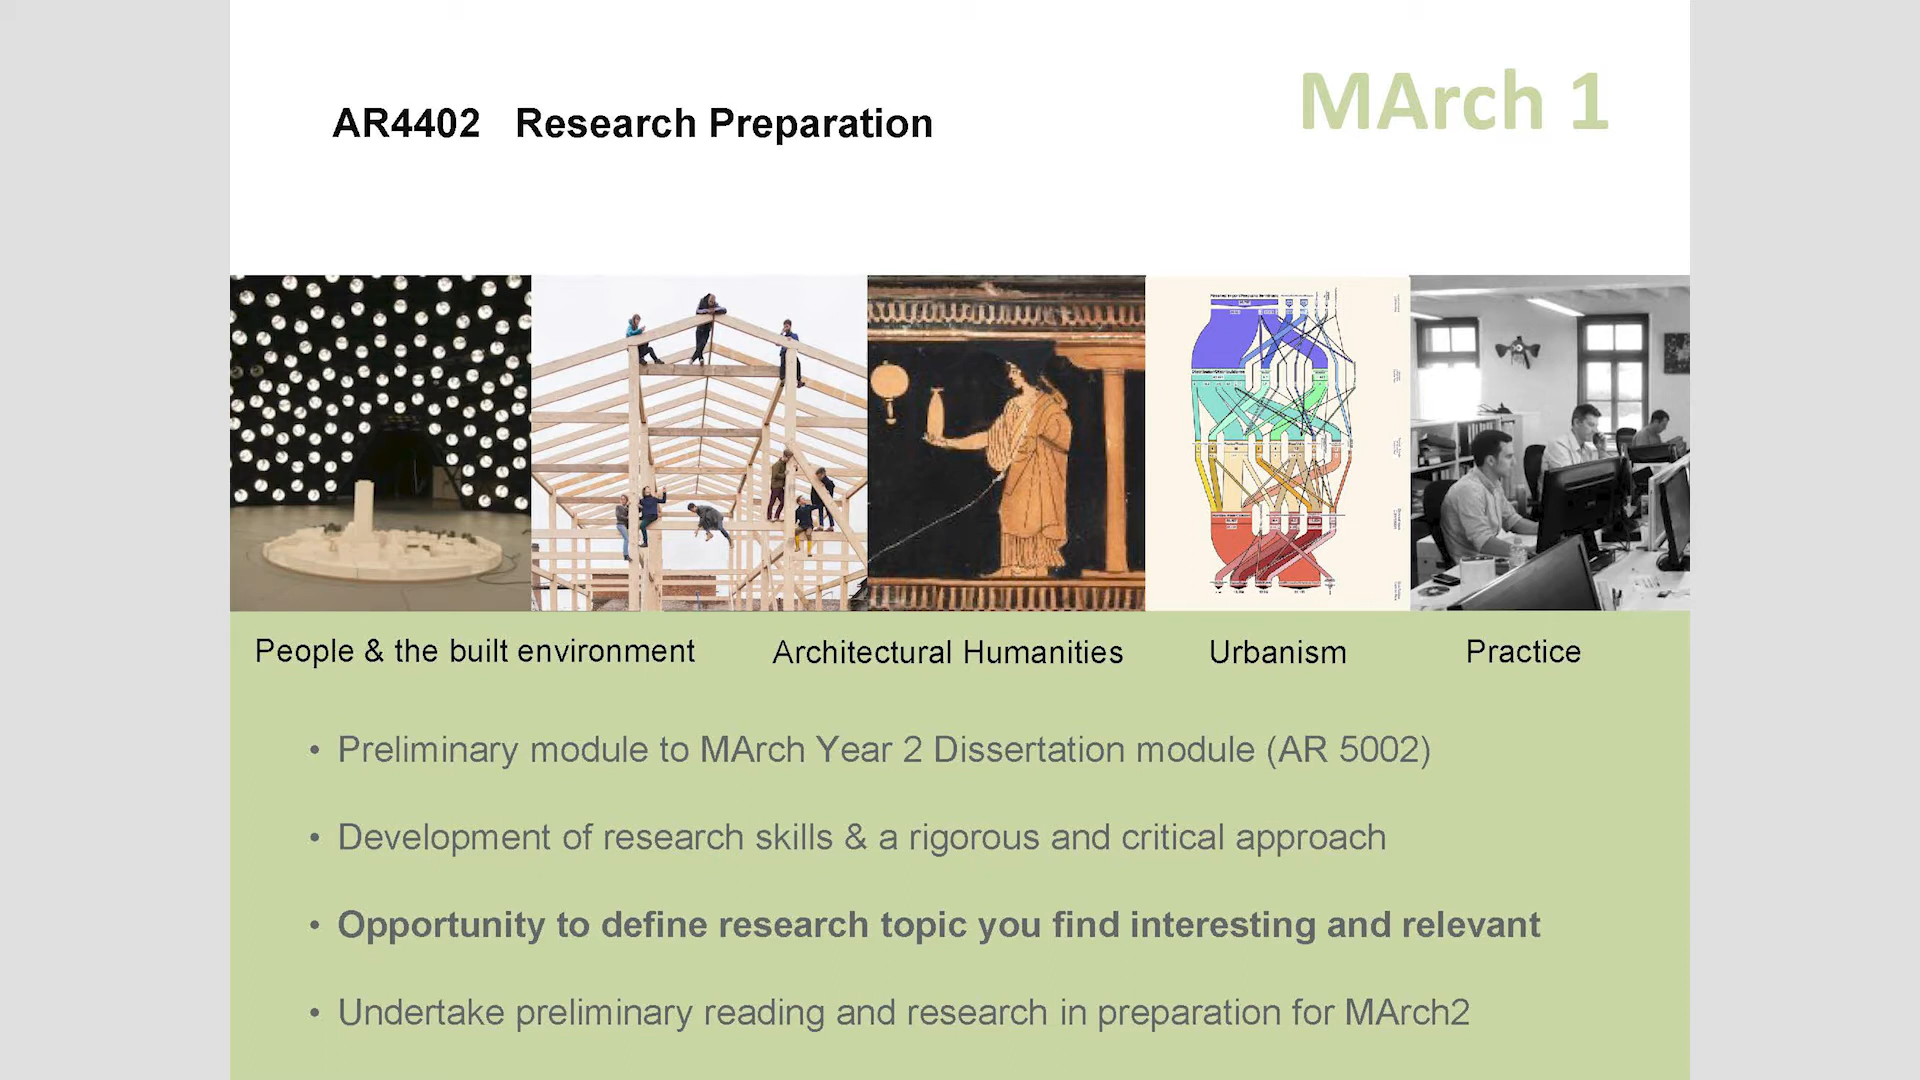 MArch 1
AR4402 Research Preparation
People & the built environment
Architectural Humanities
Urbanism
Practice
• Preliminary module to MArch Year 2 Dissertation module (AR 5002)
• Development of research skills & a rigorous and critical approach
• Opportunity to define research topic you find interesting and relevant
• Undertake preliminary reading and research in preparation for MArch2